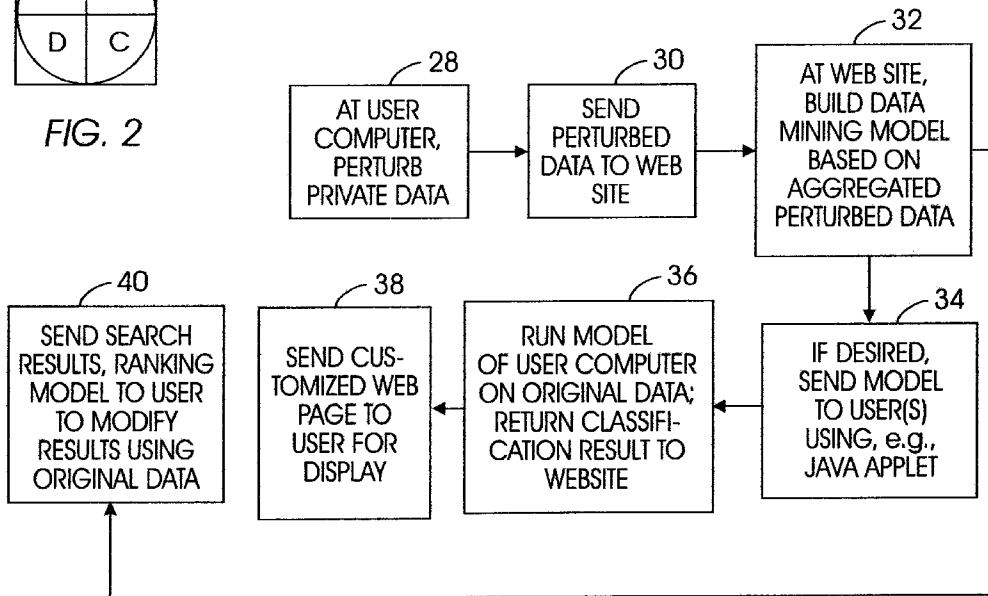 D C
FIG. 2
28
AT USER
COMPUTER,
PERTURB
PRIVATE DATA
30
SEND
PERTURBED
DATA TO WEB
SITE
32
AT WEB SITE,
BUILD DATA
MINING MODEL
BASED ON
AGGREGATED
PERTURBED DATA
40
SEND SEARCH
RESULTS, RANKING
MODEL TO USER
TO MODIFY
RESULTS USING
ORIGINAL DATA
38
SEND CUS-
TOMIZED WEB
PAGE TO
USER FOR
DISPLAY
36
RUN MODEL
OF USER COMPUTER
ON ORIGINAL DATA;
RETURN CLASSIFI-
CATION RESULT TO
WEBSITE
34
IF DESIRED,
SEND MODEL
TO USER(S)
USING, e.g.,
JAVA APPLET